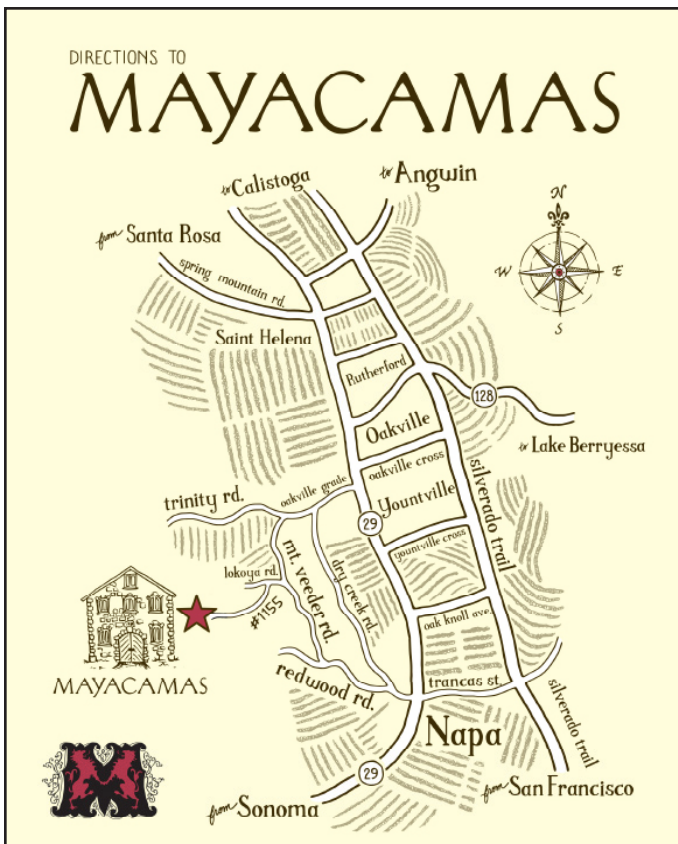 DIRECTIONS TO
MAYACAMAS
to Calistoga
to Angwin
from Santa Rosa
spring mountain rd.
N
W
E
S
Saint Helena
Rutherford
128
Oakville
to Lake Berryessa
oakville cross
silverado trail
trinity rd.
oakville grade
Yountville
29
yountville cross
lokoya rd.
mt. veeder rd.
dry creek rd.
#1155
oak knoll ave.
MAYACAMAS
redwood rd.
trancas st.
silverado trail
Napa
29
from Sonoma
from San Francisco
M